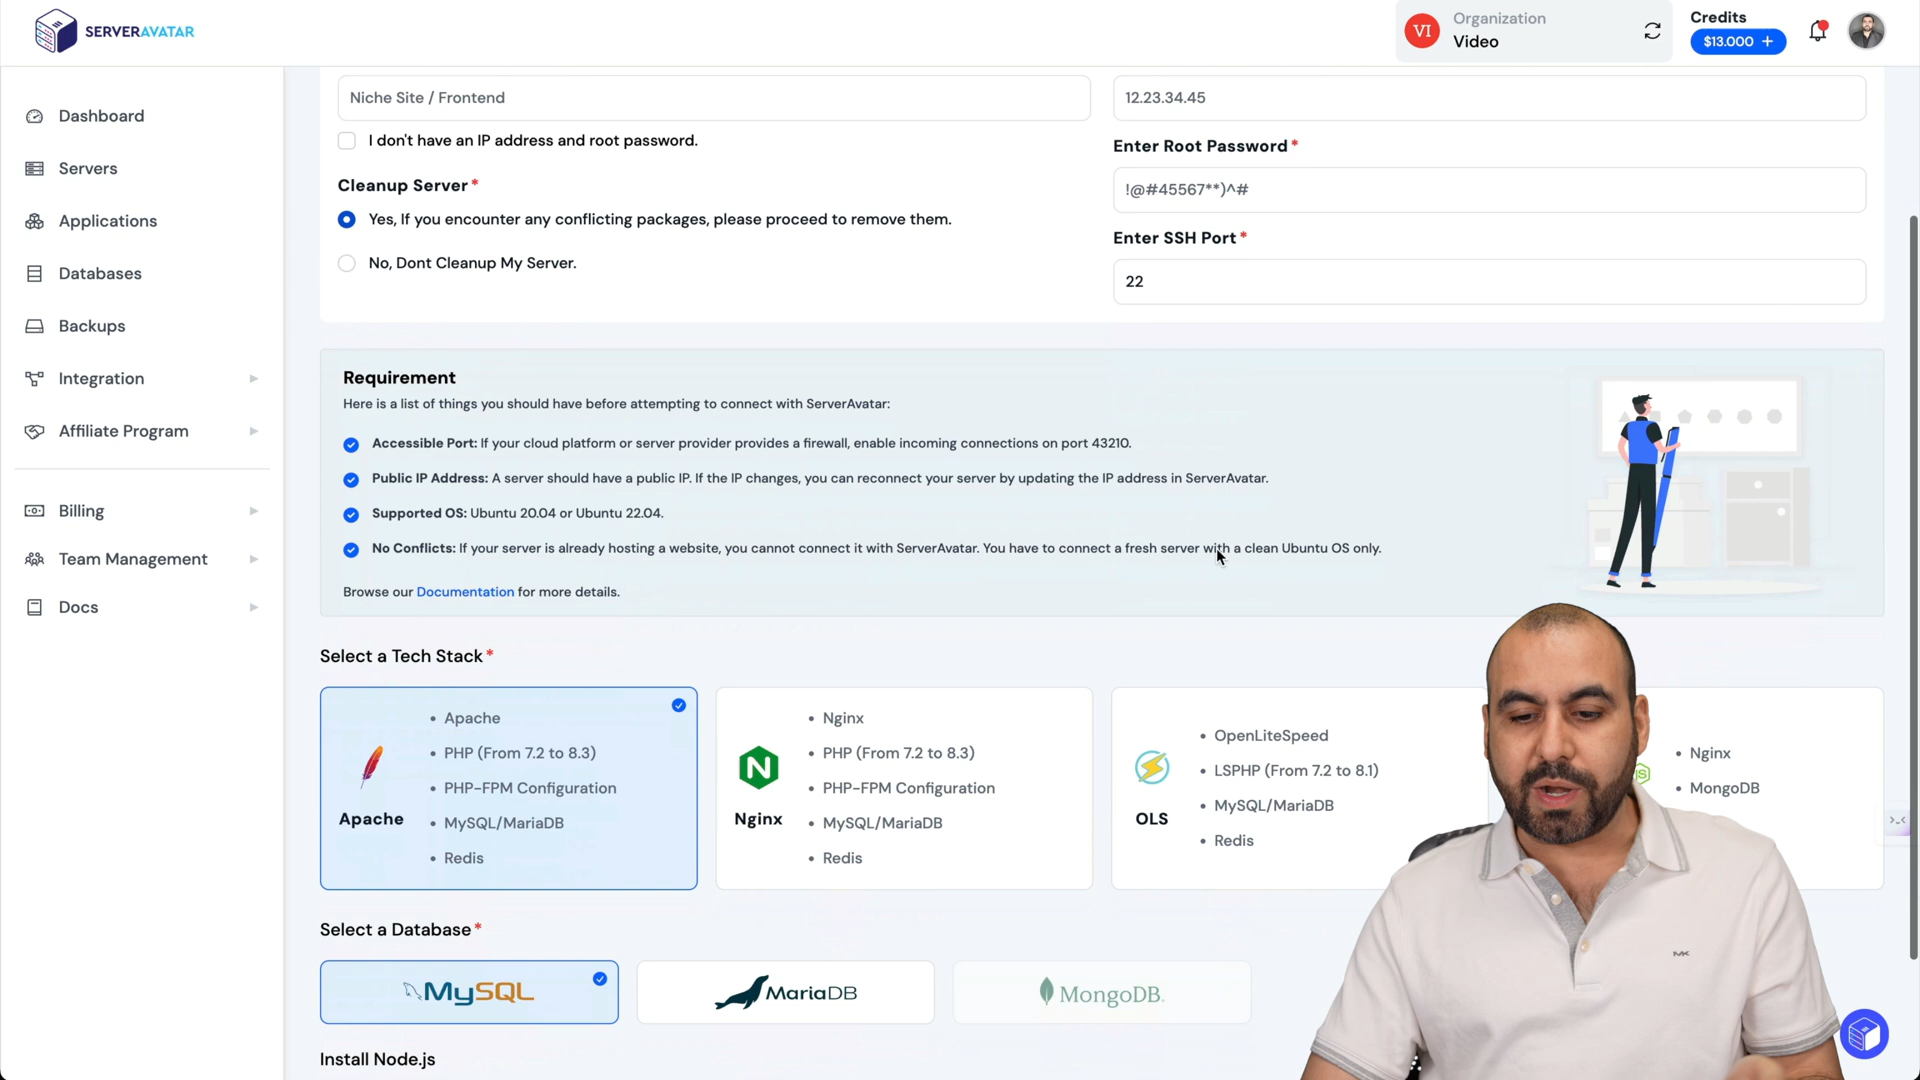 SERVERAVATAR
VI
Organization
Video
Credits
$13.000 +
Dashboard
Servers
Applications
Databases
Backups
Integration
Affiliate Program
Billing
Team Management
Docs
Niche Site / Frontend
I don't have an IP address and root password.
Cleanup Server *
Yes, If you encounter any conflicting packages, please proceed to remove them.
No, Dont Cleanup My Server.
12.23.34.45
Enter Root Password *
!@#45567**)^#
Enter SSH Port *
22
Requirement
Here is a list of things you should have before attempting to connect with ServerAvatar:
Accessible Port: If your cloud platform or server provider provides a firewall, enable incoming connections on port 43210.
Public IP Address: A server should have a public IP. If the IP changes, you can reconnect your server by updating the IP address in ServerAvatar.
Supported OS: Ubuntu 20.04 or Ubuntu 22.04.
No Conflicts: If your server is already hosting a website, you cannot connect it with ServerAvatar. You have to connect a fresh server with a clean Ubuntu OS only.
Browse our Documentation for more details.
Select a Tech Stack *
Apache
• Apache
• PHP (From 7.2 to 8.3)
• PHP-FPM Configuration
• MySQL/MariaDB
• Redis
Nginx
• Nginx
• PHP (From 7.2 to 8.3)
• PHP-FPM Configuration
• MySQL/MariaDB
• Redis
OLS
• OpenLiteSpeed
• LSPHP (From 7.2 to 8.1)
• MySQL/MariaDB
• Redis
JS
• Nginx
• MongoDB
MK
Select a Database *
MySQL
MariaDB
MongoDB.
Install Node.js